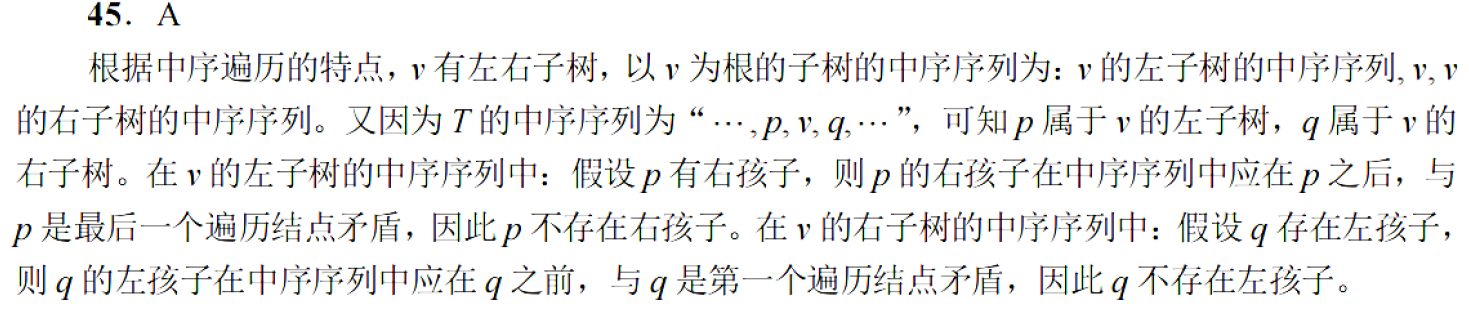 45. A
根据中序遍历的特点，v 有左右子树，以 v 为根的子树的中序序列为：v 的左子树的中序序列, v, v
的右子树的中序序列。又因为 T 的中序序列为“…, p, v, q,…”，可知 p 属于 v 的左子树，q 属于 v 的
右子树。在 v 的左子树的中序序列中：假设 p 有右孩子，则 p 的右孩子在中序序列中应在 p 之后，与
p 是最后一个遍历结点矛盾，因此 p 不存在右孩子。在 v 的右子树的中序序列中：假设 q 存在左孩子，
则 q 的左孩子在中序序列中应在 q 之前，与 q 是第一个遍历结点矛盾，因此 q 不存在左孩子。